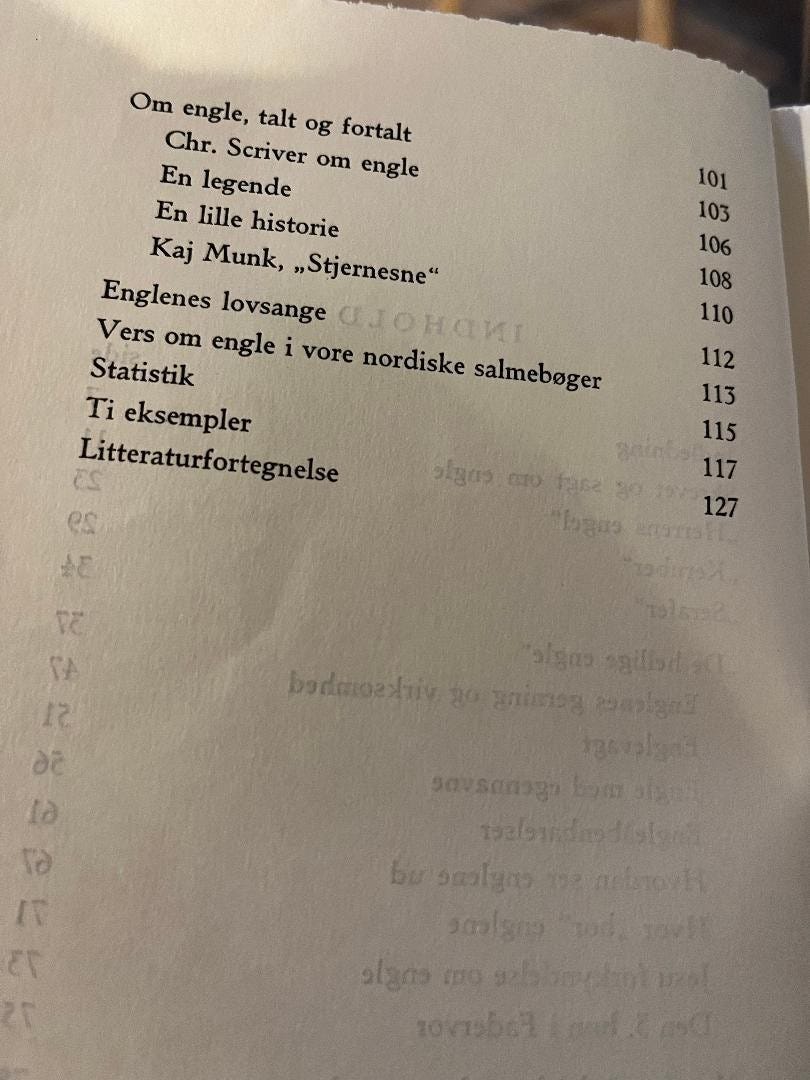 Om engle, talt og fortalt 101
Chr. Scriver om engle 103
En legende 106
En lille historie 108
Kaj Munk, „Stjernesne“ 110
Englenes lovsange 112
Vers om engle i vore nordiske salmebøger 113
Statistik 115
Ti eksempler 117
Litteraturfortegnelse 127